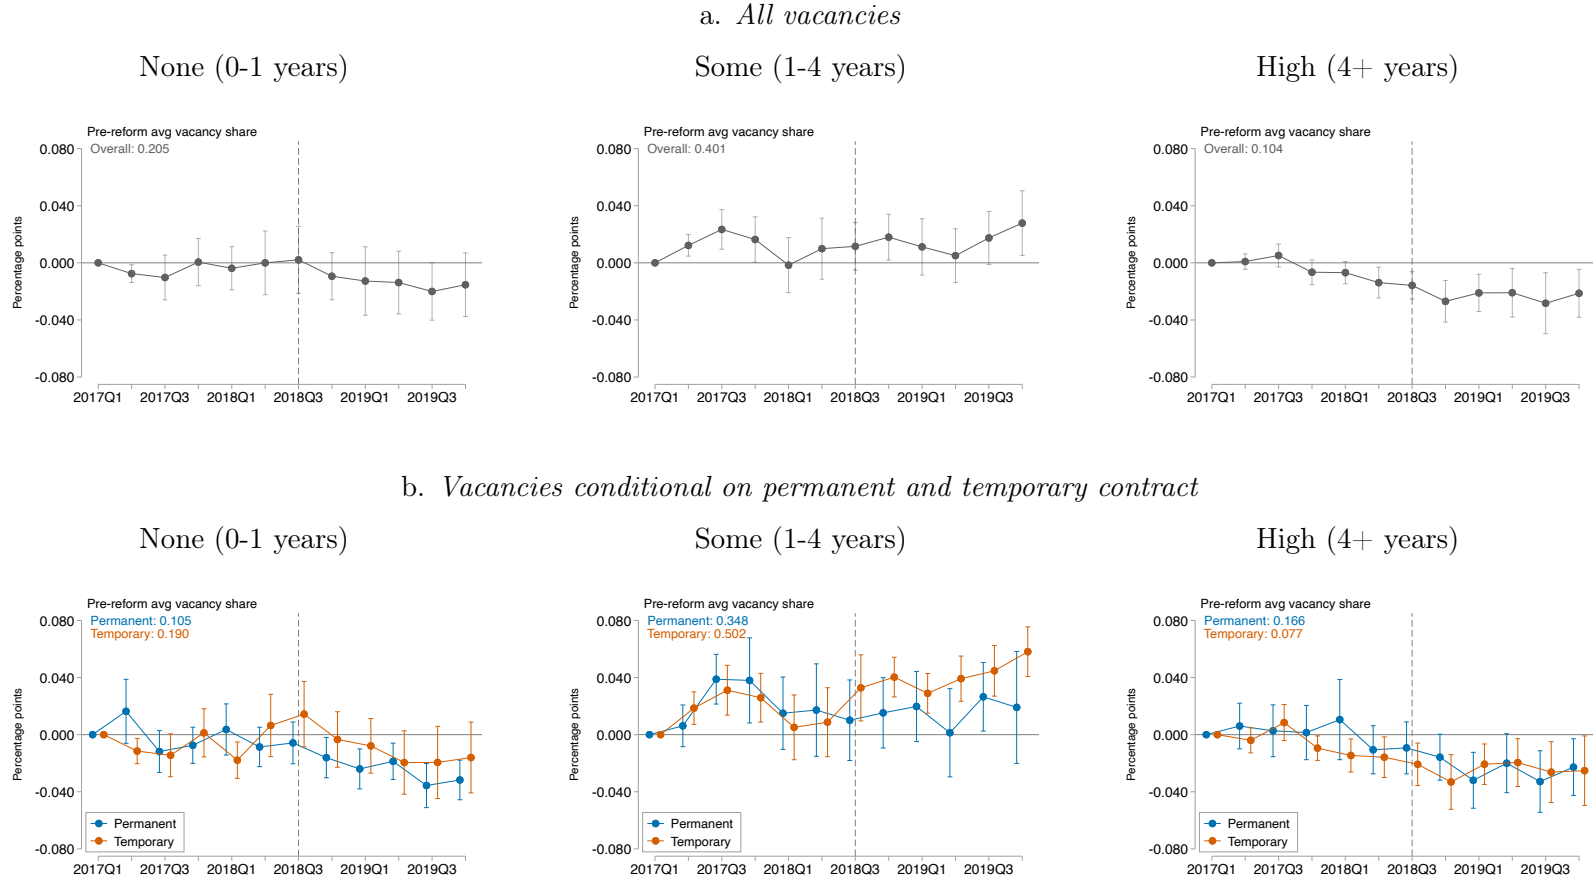 a. All vacancies
None (0-1 years)
Some (1-4 years)
High (4+ years)
Pre-reform avg vacancy share
Overall: 0.205
0.080
0.040
0.000
-0.040
-0.080
Percentage points
2017Q1 2017Q3 2018Q1 2018Q3 2019Q1 2019Q3
Pre-reform avg vacancy share
Overall: 0.401
0.080
0.040
0.000
-0.040
-0.080
Percentage points
2017Q1 2017Q3 2018Q1 2018Q3 2019Q1 2019Q3
Pre-reform avg vacancy share
Overall: 0.104
0.080
0.040
0.000
-0.040
-0.080
Percentage points
2017Q1 2017Q3 2018Q1 2018Q3 2019Q1 2019Q3
b. Vacancies conditional on permanent and temporary contract
None (0-1 years)
Some (1-4 years)
High (4+ years)
Pre-reform avg vacancy share
Permanent: 0.105
Temporary: 0.190
0.080
0.040
0.000
-0.040
-0.080
Percentage points
Permanent
Temporary
2017Q1 2017Q3 2018Q1 2018Q3 2019Q1 2019Q3
Pre-reform avg vacancy share
Permanent: 0.348
Temporary: 0.502
0.080
0.040
0.000
-0.040
-0.080
Percentage points
Permanent
Temporary
2017Q1 2017Q3 2018Q1 2018Q3 2019Q1 2019Q3
Pre-reform avg vacancy share
Permanent: 0.166
Temporary: 0.077
0.080
0.040
0.000
-0.040
-0.080
Percentage points
Permanent
Temporary
2017Q1 2017Q3 2018Q1 2018Q3 2019Q1 2019Q3